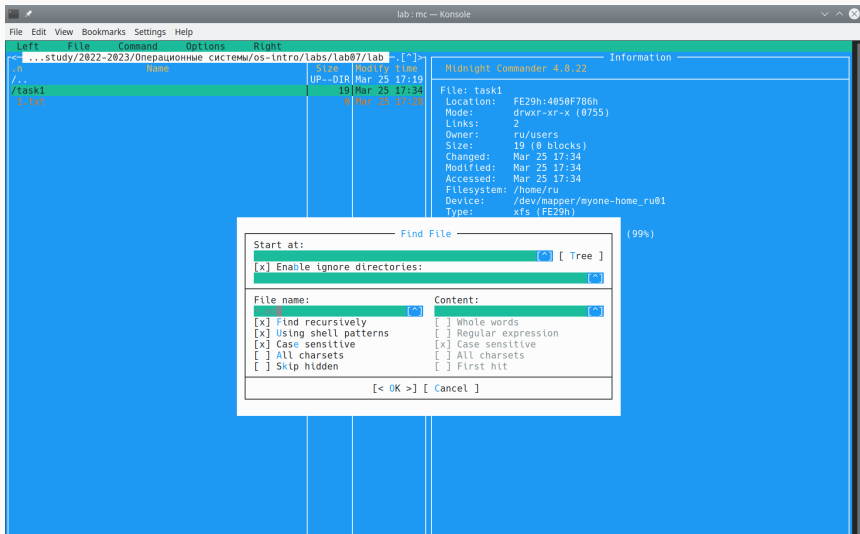 lab : mc — Konsole
File Edit View Bookmarks Settings Help
Left File Command Options Right
<— ...study/2022-2023/Операционные системы/os-intro/labs/lab07/lab —.[^]>
.n Name Size Modify time
/.. UP--DIR Mar 25 17:19
/task1 19 Mar 25 17:34
1.txt 0 Mar 25 17:28
Information
Midnight Commander 4.8.22
File: task1
Location: FE29h:4050F786h
Mode: drwxr-xr-x (0755)
Links: 2
Owner: ru/users
Size: 19 (0 blocks)
Changed: Mar 25 17:34
Modified: Mar 25 17:34
Accessed: Mar 25 17:34
Filesystem: /home/ru
Device: /dev/mapper/myone-home_ru01
Type: xfs (FE29h)
(99%)
Find File
Start at:
[^] [ Tree ]
[x] Enable ignore directories:
[^]
File name:
[^]
[x] Find recursively
[x] Using shell patterns
[x] Case sensitive
[ ] All charsets
[ ] Skip hidden
Content:
[^]
[ ] Whole words
[ ] Regular expression
[x] Case sensitive
[ ] All charsets
[ ] First hit
[< OK >] [ Cancel ]